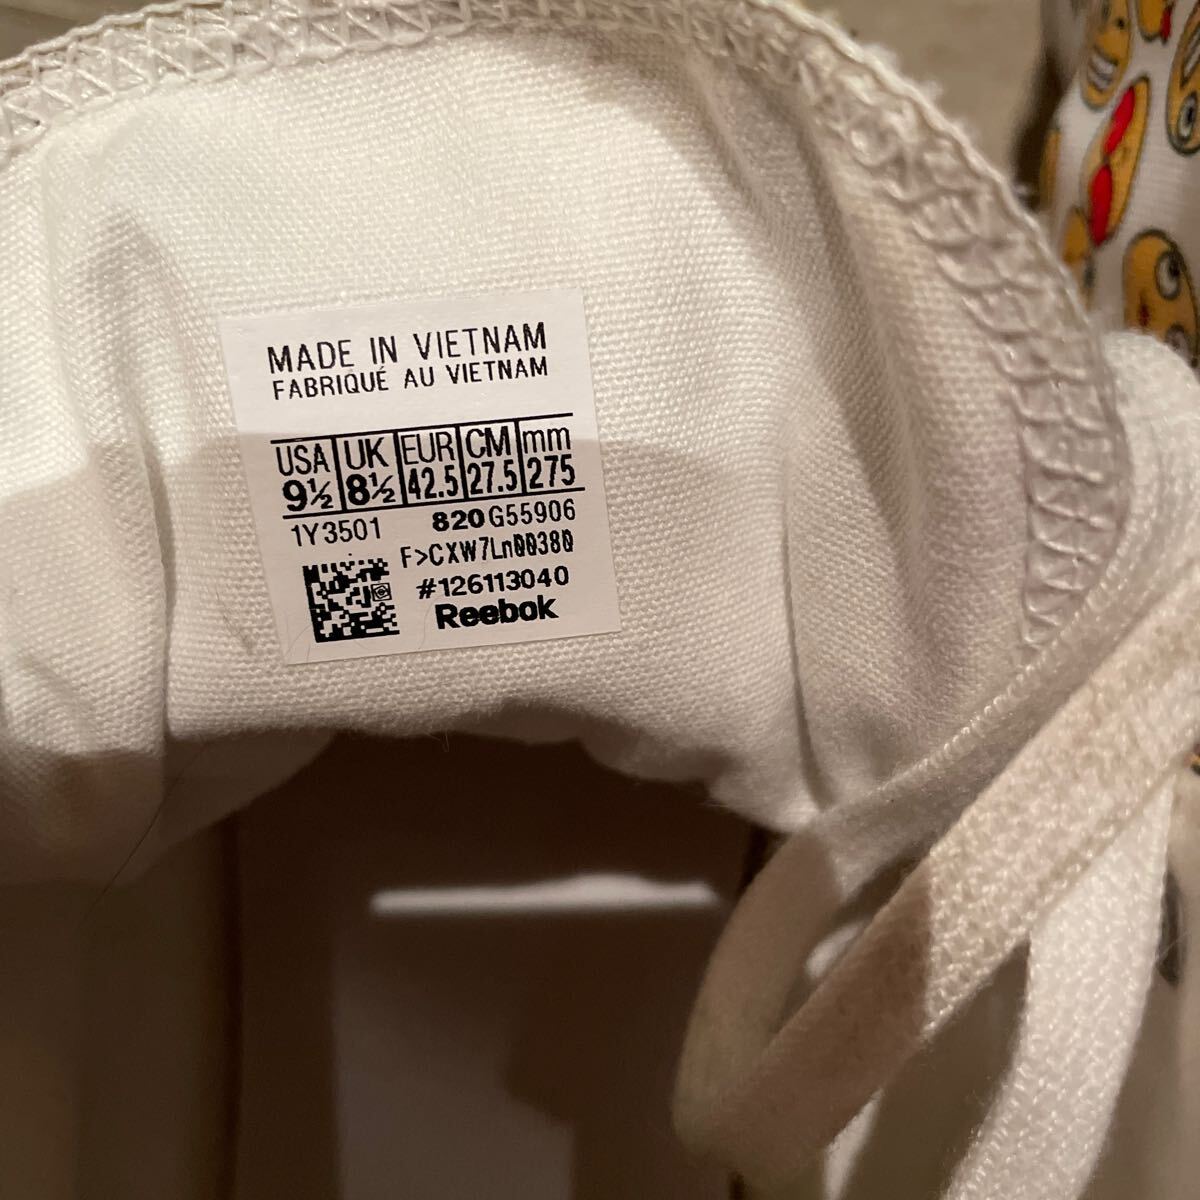 MADE IN VIETNAM
FABRIQUÉ AU VIETNAM
USA UK EUR CM mm
9½ 8½ 42.5 27.5 275
1Y3501 820 G55906
F>CXW7Ln00380
#126113040
Reebok